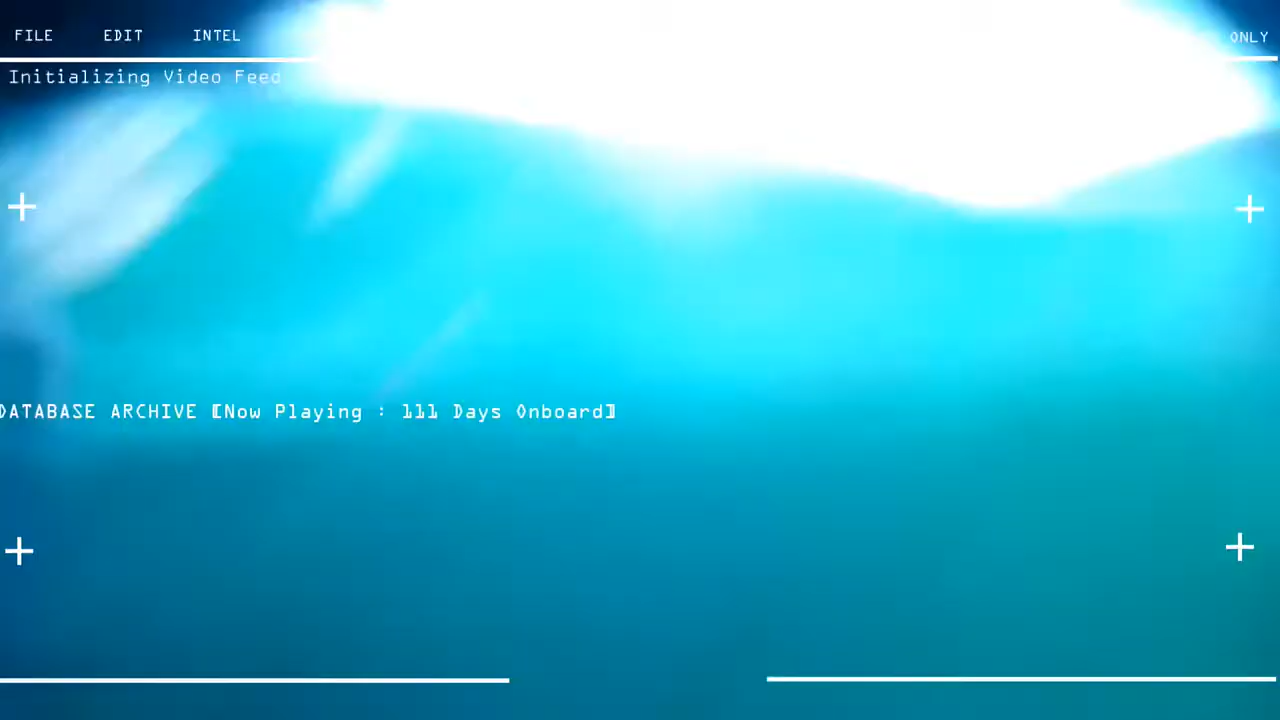 FILE EDIT INTEL ONLY
Initializing Video Feed
DATABASE ARCHIVE [Now Playing : 111 Days Onboard]